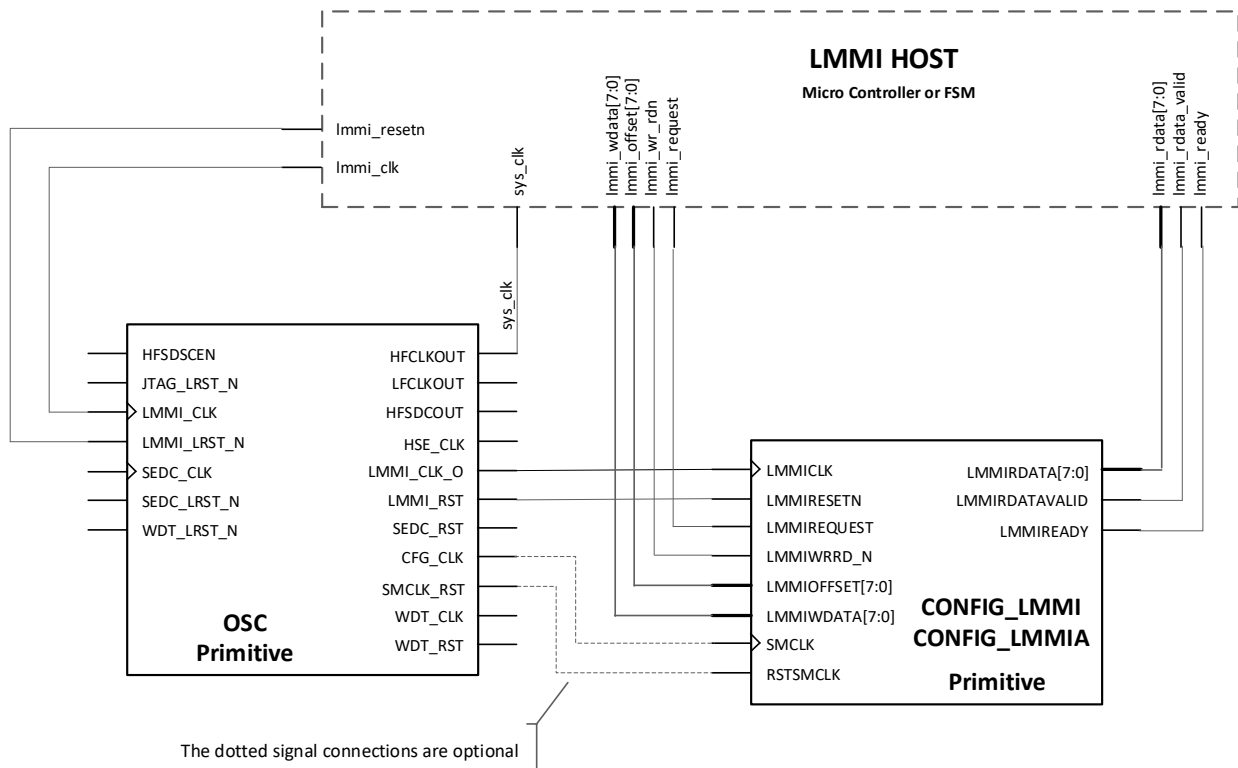 LMMI HOST
Micro Controller or FSM
lmmi_resetn
lmmi_clk
sys_clk
lmmi_wdata[7:0]
lmmi_offset[7:0]
lmmi_wr_rdn
lmmi_request
lmmi_rdata[7:0]
lmmi_rdata_valid
lmmi_ready
sys_clk
HFSDSCEN
JTAG_LRST_N
LMMI_CLK
LMMI_LRST_N
SEDC_CLK
SEDC_LRST_N
WDT_LRST_N
HFCLKOUT
LFCLKOUT
HFSDCOUT
HSE_CLK
LMMI_CLK_O
LMMI_RST
SEDC_RST
CFG_CLK
SMCLK_RST
WDT_CLK
WDT_RST
OSC
Primitive
LMMICLK
LMMIRESETN
LMMIREQUEST
LMMIWRRD_N
LMMIOFFSET[7:0]
LMMIWDATA[7:0]
SMCLK
RSTSMCLK
LMMIRDATA[7:0]
LMMIRDATAVALID
LMMIREADY
CONFIG_LMMI
CONFIG_LMMIA
Primitive
The dotted signal connections are optional